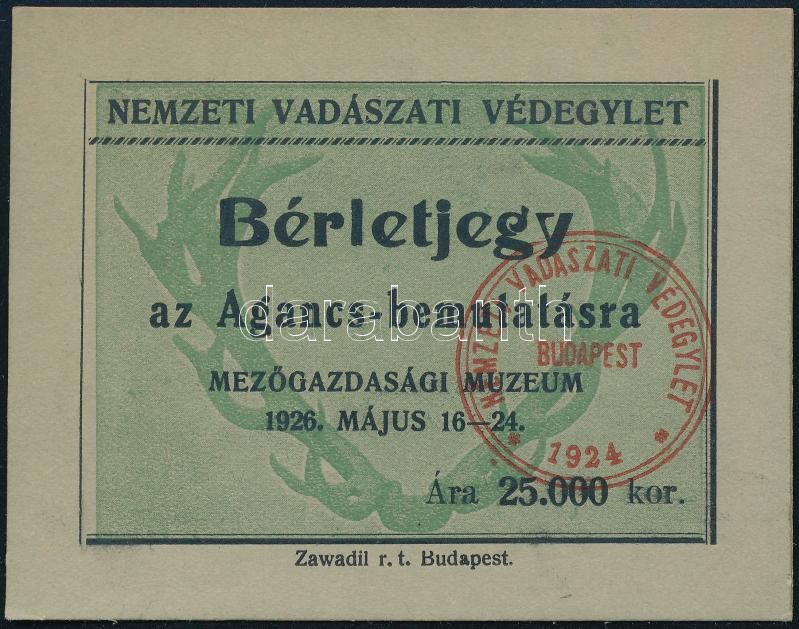 NEMZETI VADÁSZATI VÉDEGYLET
Bérletjegy
az Agancs-bemutatásra
MEZŐGAZDASÁGI MUZEUM
1926. MÁJUS 16—24.
Ára 25.000 kor.
NEMZETI VADÁSZATI VÉDEGYLET
BUDAPEST
* 1924 *
Zawadil r. t. Budapest.
darabanth